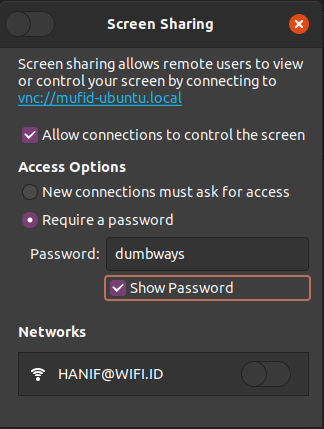 Screen Sharing
Screen sharing allows remote users to view
or control your screen by connecting to
vnc://mufid-ubuntu.local
Allow connections to control the screen
Access Options
New connections must ask for access
Require a password
Password: dumbways
Show Password
Networks
HANIF@WIFI.ID